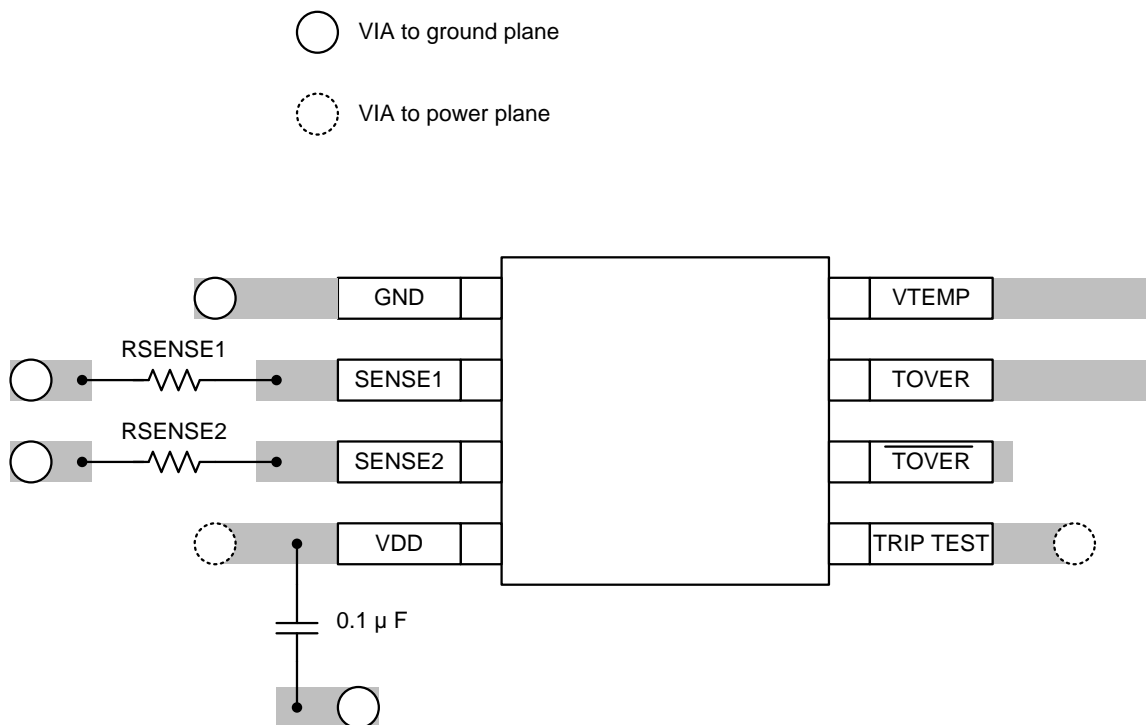 VIA to ground plane
VIA to power plane
GND
VTEMP
RSENSE1
SENSE1
TOVER
RSENSE2
SENSE2
TOVER
VDD
TRIP TEST
0.1 µ F